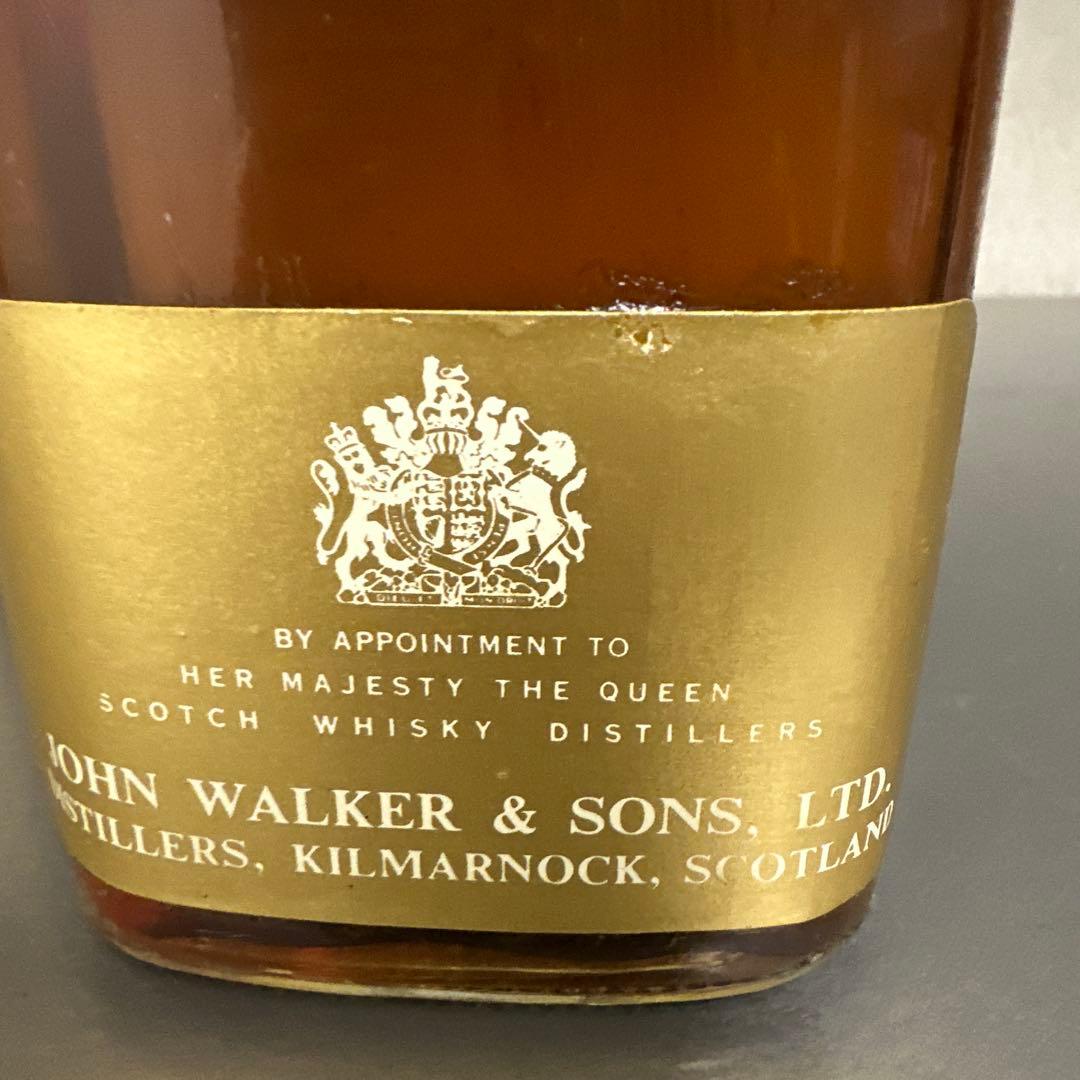 BY APPOINTMENT TO
HER MAJESTY THE QUEEN
SCOTCH WHISKY DISTILLERS
JOHN WALKER & SONS, LTD.
DISTILLERS, KILMARNOCK, SCOTLAND